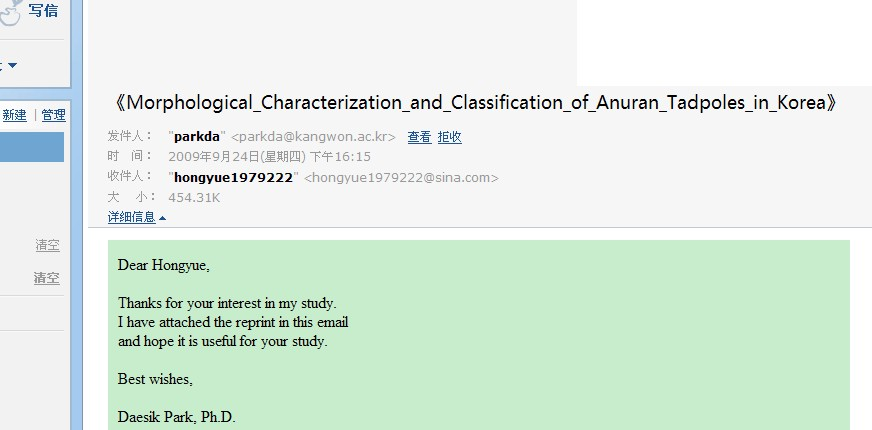 写信
《Morphological_Characterization_and_Classification_of_Anuran_Tadpoles_in_Korea》
新建 | 管理
发件人： "parkda" <parkda@kangwon.ac.kr> 查看 拒收
时 间： 2009年9月24日(星期四) 下午16:15
收件人： "hongyue1979222" <hongyue1979222@sina.com>
大 小： 454.31K
详细信息
清空
清空
Dear Hongyue,
Thanks for your interest in my study.
I have attached the reprint in this email
and hope it is useful for your study.
Best wishes,
Daesik Park, Ph.D.